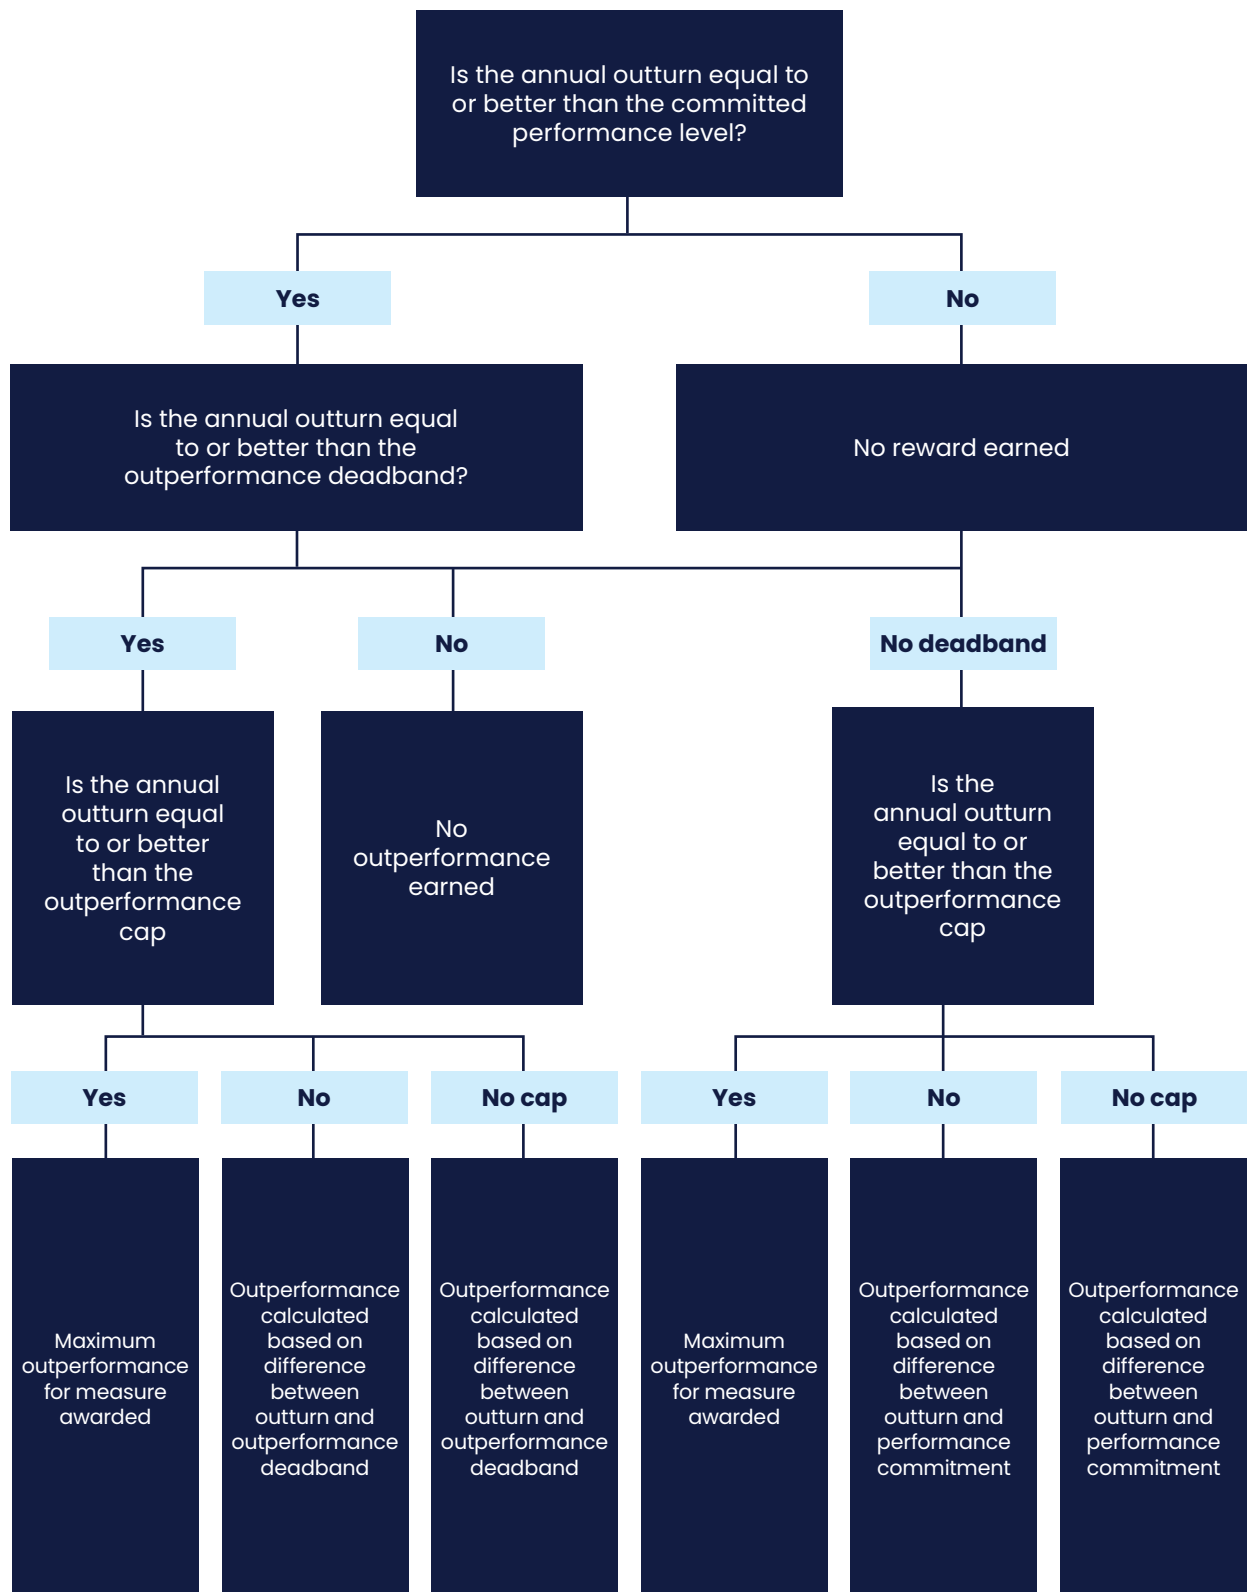 Is the annual outturn equal to
or better than the committed
performance level?
Yes
No
Is the annual outturn equal
to or better than the
outperformance deadband?
No reward earned
Yes
No
No deadband
Is the annual
outturn equal
to or better
than the
outperformance
cap
No
outperformance
earned
Is the
annual outturn
equal to or
better than the
outperformance
cap
Yes
No
No cap
Yes
No
No cap
Maximum
outperformance
for measure
awarded
Outperformance
calculated
based on
difference
between
outturn and
outperformance
deadband
Outperformance
calculated
based on
difference
between
outturn and
outperformance
deadband
Maximum
outperformance
for measure
awarded
Outperformance
calculated
based on
difference
between
outturn and
performance
commitment
Outperformance
calculated
based on
difference
between
outturn and
performance
commitment